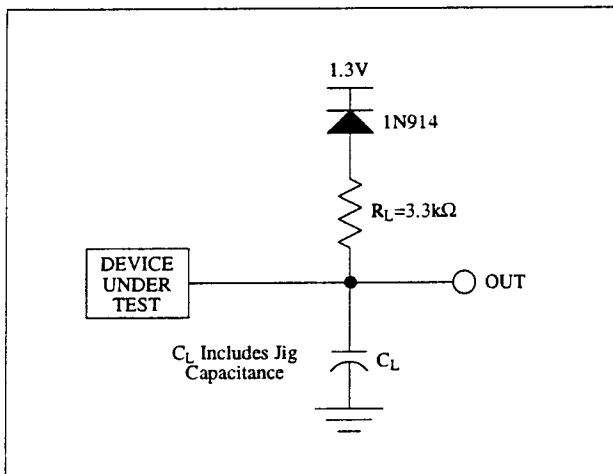 1.3V
1N914
R_L=3.3kΩ
DEVICE
UNDER
TEST
OUT
C_L Includes Jig
Capacitance
C_L